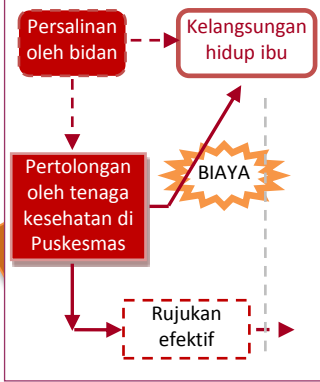 Persalinan
oleh bidan
Kelangsungan
hidup ibu
Pertolongan
oleh tenaga
kesehatan di
Puskesmas
BIAYA
Rujukan
efektif